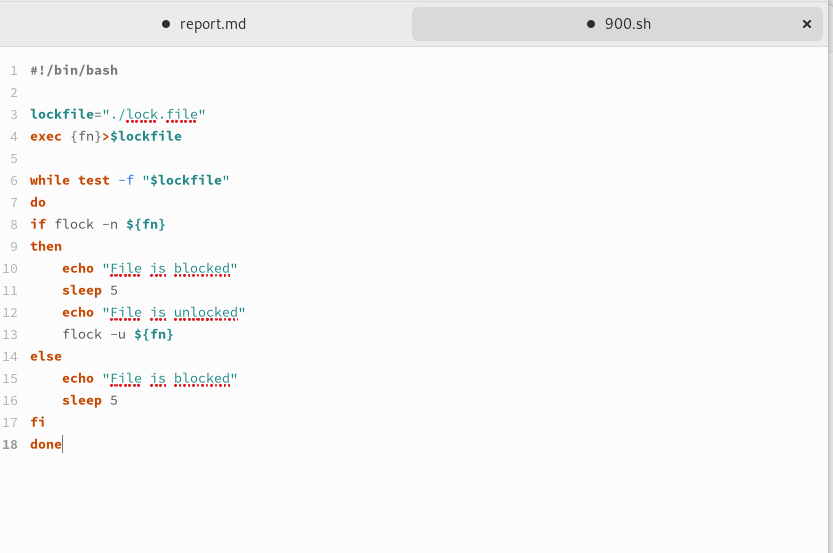 report.md
900.sh
1 #!/bin/bash
2
3 lockfile="./lock.file"
4 exec {fn}>$lockfile
5
6 while test -f "$lockfile"
7 do
8 if flock -n ${fn}
9 then
10     echo "File is blocked"
11     sleep 5
12     echo "File is unlocked"
13     flock -u ${fn}
14 else
15     echo "File is blocked"
16     sleep 5
17 fi
18 done